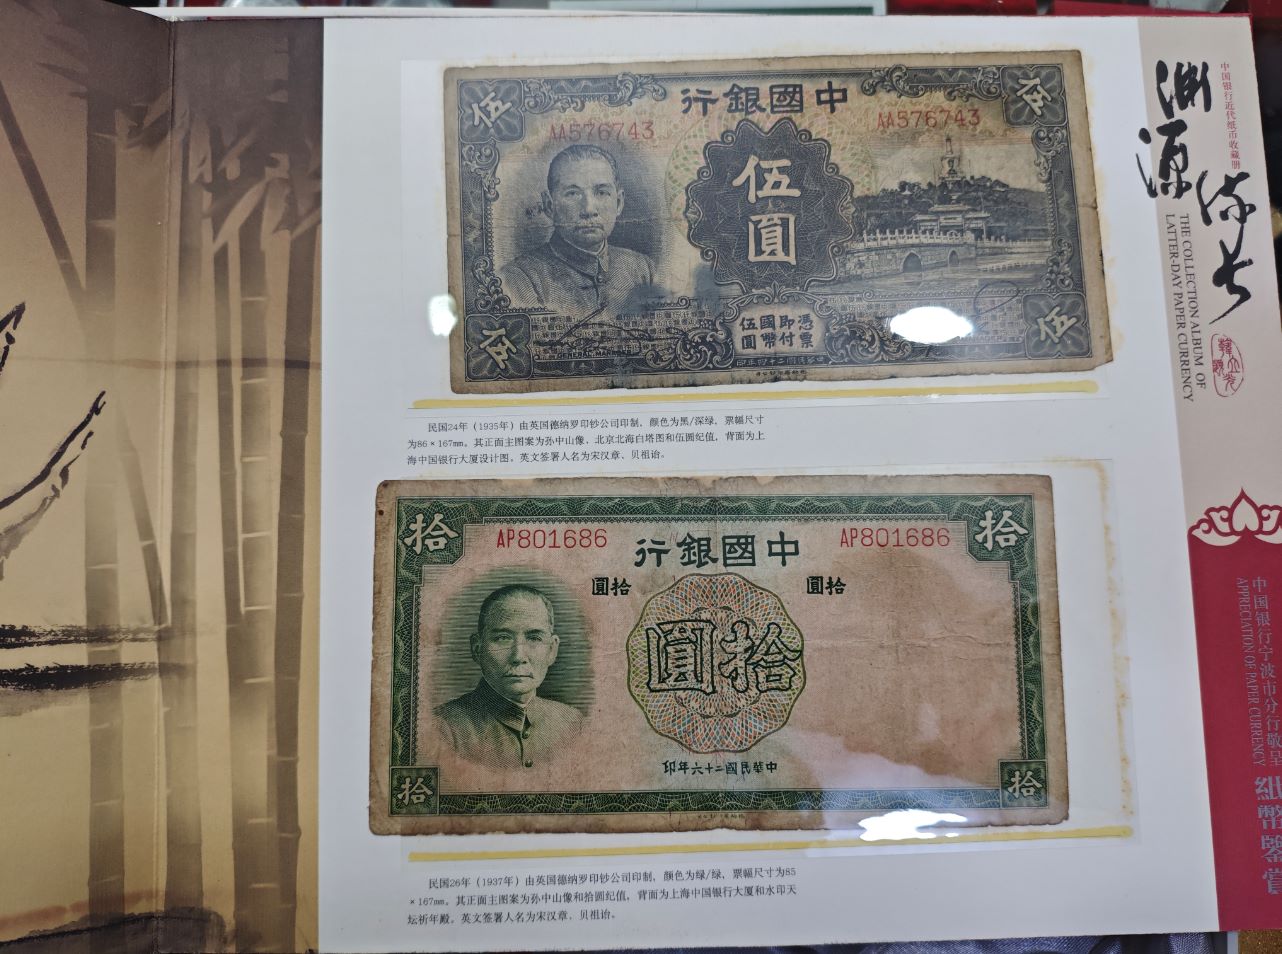 伍
中國銀行
伍
AA576743
AA576743
伍圓
憑票即付國幣伍圓
GENERAL MANAGER
伍
伍
民国24年（1935年）由英国德纳罗印钞公司印制，颜色为黑/深绿，票幅尺寸
为86×167mm。其正面主图案为孙中山像、北京北海白塔图和伍圆纪值，背面为上
海中国银行大厦设计图。英文签署人名为宋汉章、贝祖诒。
拾
AP801686
中國銀行
AP801686
拾
拾圓
拾圓
拾圓
中華民國二十六年印
拾
拾
民国26年（1937年）由英国德纳罗印钞公司印制，颜色为绿/绿，票幅尺寸为85
×167mm。其正面主图案为孙中山像和拾圆纪值，背面为上海中国银行大厦和水印天
坛祈年殿。英文签署人名为宋汉章、贝祖诒。
中国银行近代纸币收藏册
渊源流长
THE COLLECTION ALBUM OF
LATTER-DAY PAPER CURRENCY
中国银行宁波市分行敬呈
APPRECIATION OF PAPER CURRENCY
紙幣鑒賞